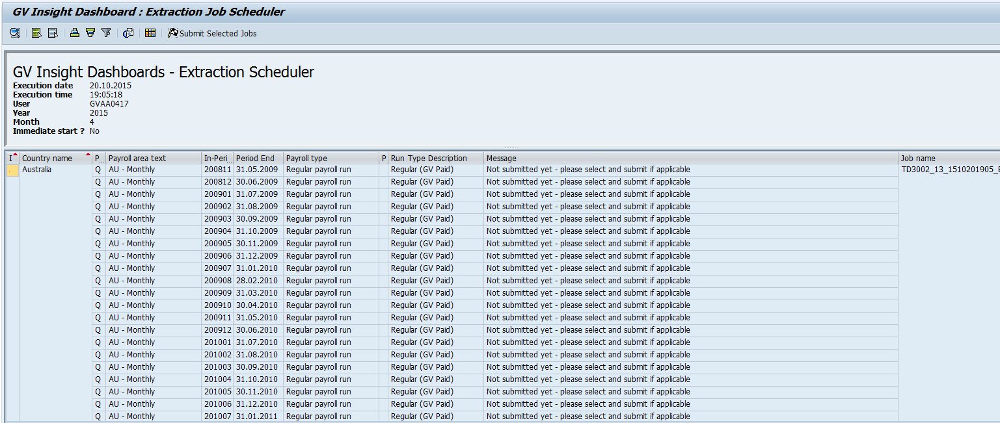 GV Insight Dashboard : Extraction Job Scheduler
Submit Selected Jobs
GV Insight Dashboards - Extraction Scheduler
Execution date 20.10.2015
Execution time 19:05:18
User GVAA0417
Year 2015
Month 4
Immediate start ? No
I Country name P... Payroll area text In-Peri... Period End Payroll type P Run Type Description Message Job name
Australia Q AU - Monthly 200811 31.05.2009 Regular payroll run Regular (GV Paid) Not submitted yet - please select and submit if applicable TD3002_13_1510201905_E
Q AU - Monthly 200812 30.06.2009 Regular payroll run Regular (GV Paid) Not submitted yet - please select and submit if applicable
Q AU - Monthly 200901 31.07.2009 Regular payroll run Regular (GV Paid) Not submitted yet - please select and submit if applicable
Q AU - Monthly 200902 31.08.2009 Regular payroll run Regular (GV Paid) Not submitted yet - please select and submit if applicable
Q AU - Monthly 200903 30.09.2009 Regular payroll run Regular (GV Paid) Not submitted yet - please select and submit if applicable
Q AU - Monthly 200904 31.10.2009 Regular payroll run Regular (GV Paid) Not submitted yet - please select and submit if applicable
Q AU - Monthly 200905 30.11.2009 Regular payroll run Regular (GV Paid) Not submitted yet - please select and submit if applicable
Q AU - Monthly 200906 31.12.2009 Regular payroll run Regular (GV Paid) Not submitted yet - please select and submit if applicable
Q AU - Monthly 200907 31.01.2010 Regular payroll run Regular (GV Paid) Not submitted yet - please select and submit if applicable
Q AU - Monthly 200908 28.02.2010 Regular payroll run Regular (GV Paid) Not submitted yet - please select and submit if applicable
Q AU - Monthly 200909 31.03.2010 Regular payroll run Regular (GV Paid) Not submitted yet - please select and submit if applicable
Q AU - Monthly 200910 30.04.2010 Regular payroll run Regular (GV Paid) Not submitted yet - please select and submit if applicable
Q AU - Monthly 200911 31.05.2010 Regular payroll run Regular (GV Paid) Not submitted yet - please select and submit if applicable
Q AU - Monthly 200912 30.06.2010 Regular payroll run Regular (GV Paid) Not submitted yet - please select and submit if applicable
Q AU - Monthly 201001 31.07.2010 Regular payroll run Regular (GV Paid) Not submitted yet - please select and submit if applicable
Q AU - Monthly 201002 31.08.2010 Regular payroll run Regular (GV Paid) Not submitted yet - please select and submit if applicable
Q AU - Monthly 201003 30.09.2010 Regular payroll run Regular (GV Paid) Not submitted yet - please select and submit if applicable
Q AU - Monthly 201004 31.10.2010 Regular payroll run Regular (GV Paid) Not submitted yet - please select and submit if applicable
Q AU - Monthly 201005 30.11.2010 Regular payroll run Regular (GV Paid) Not submitted yet - please select and submit if applicable
Q AU - Monthly 201006 31.12.2010 Regular payroll run Regular (GV Paid) Not submitted yet - please select and submit if applicable
Q AU - Monthly 201007 31.01.2011 Regular payroll run Regular (GV Paid) Not submitted yet - please select and submit if applicable